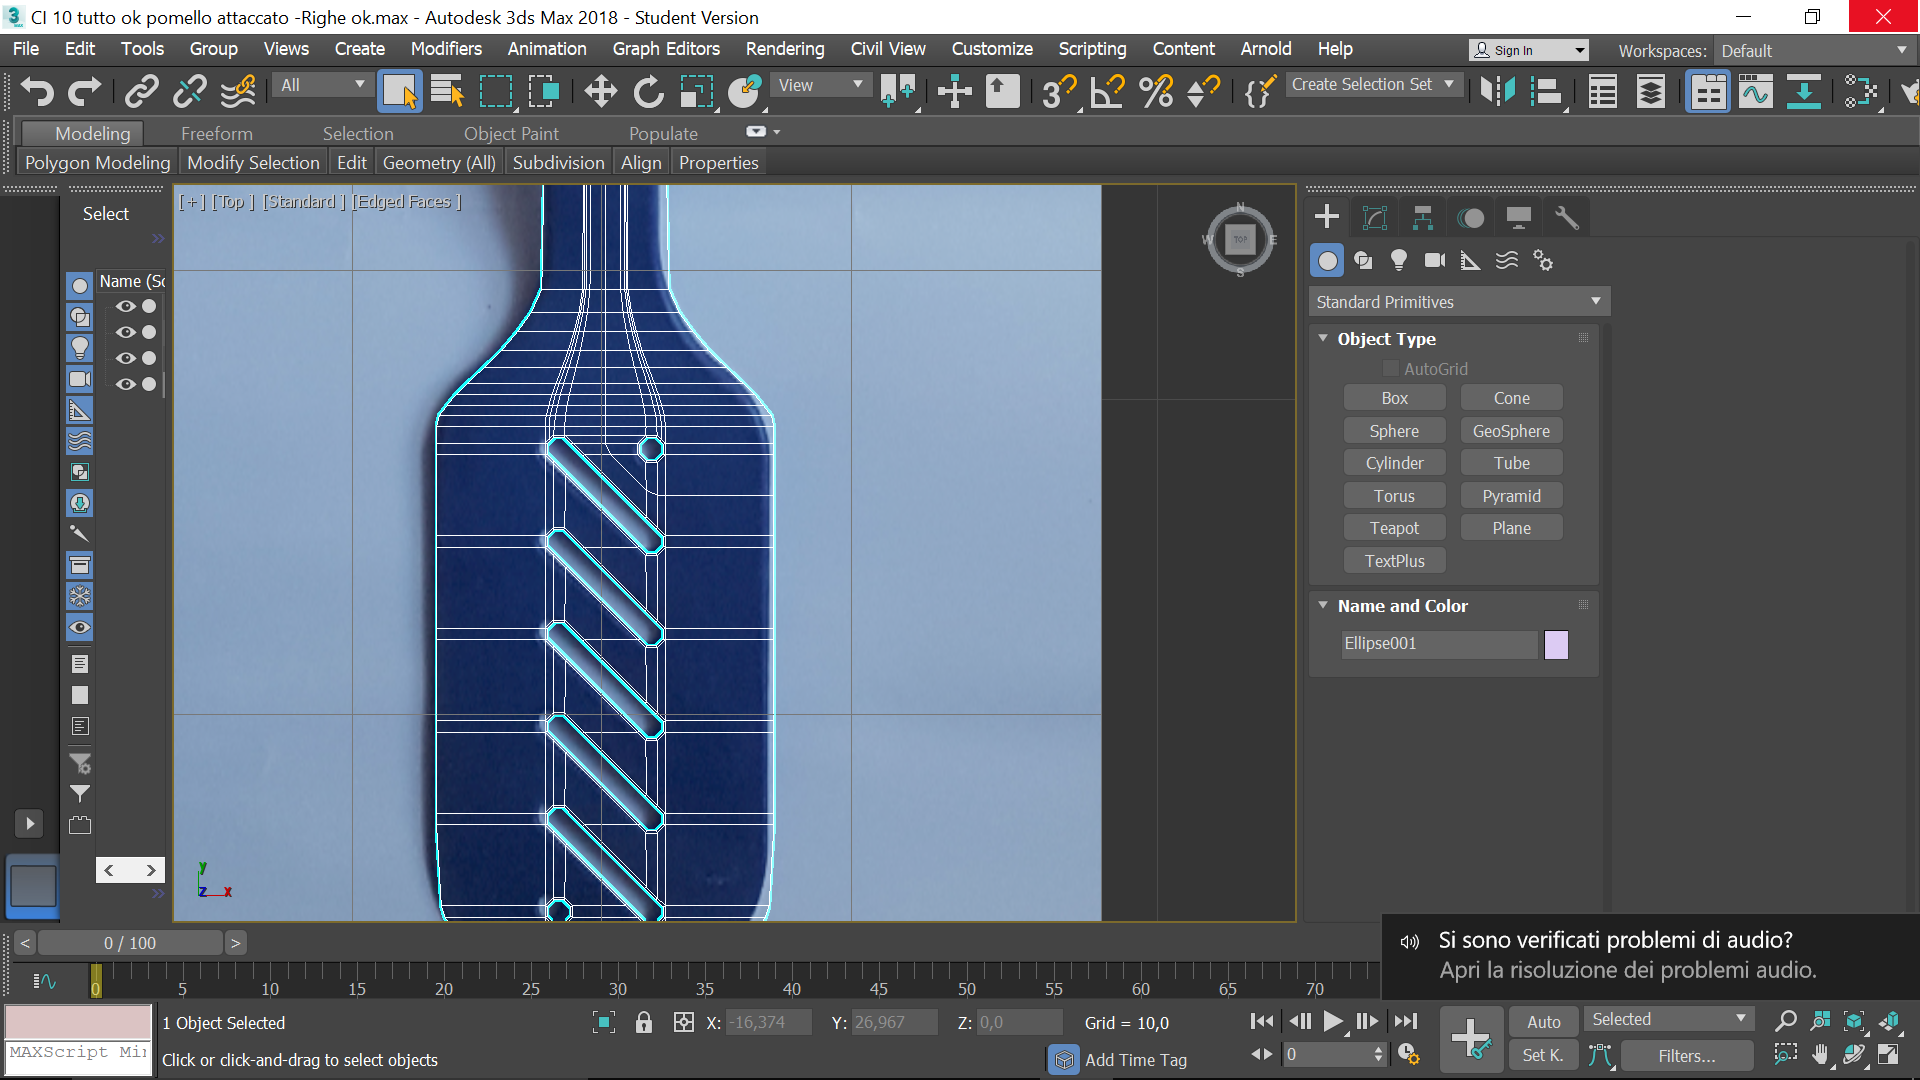 CI 10 tutto ok pomello attaccato -Righe ok.max - Autodesk 3ds Max 2018 - Student Version
File Edit Tools Group Views Create Modifiers Animation Graph Editors Rendering Civil View Customize Scripting Content Arnold Help Sign In Workspaces: Default
All View 3 Create Selection Set
Modeling Freeform Selection Object Paint Populate
Polygon Modeling Modify Selection Edit Geometry (All) Subdivision Align Properties
Select
[+] [Top ] [Standard ] [Edged Faces ]
N
W TOP E
S
Name (Sc
Standard Primitives
Object Type
AutoGrid
Box Cone
Sphere GeoSphere
Cylinder Tube
Torus Pyramid
Teapot Plane
TextPlus
Name and Color
Ellipse001
y
z x
< 0 / 100 >
Si sono verificati problemi di audio?
Apri la risoluzione dei problemi audio.
0 5 10 15 20 25 30 35 40 45 50 55 60 65 70
1 Object Selected X: -16,374 Y: 26,967 Z: 0,0 Grid = 10,0 Auto Selected
MAXScript Mi
Click or click-and-drag to select objects Add Time Tag 0 Set K. Filters...